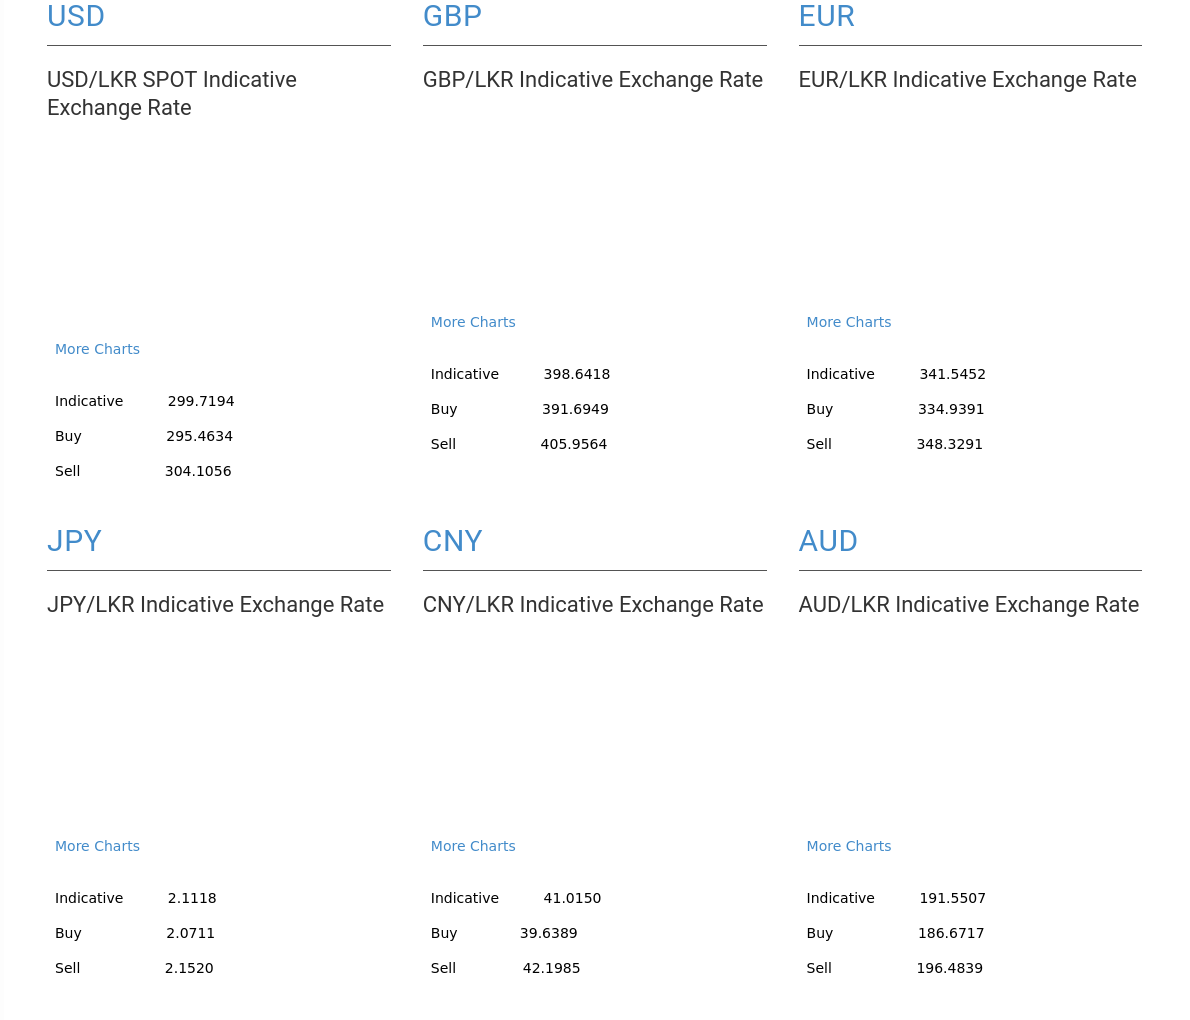 USD
USD/LKR SPOT Indicative
Exchange Rate
More Charts
Indicative 299.7194
Buy 295.4634
Sell 304.1056
GBP
GBP/LKR Indicative Exchange Rate
More Charts
Indicative 398.6418
Buy 391.6949
Sell 405.9564
EUR
EUR/LKR Indicative Exchange Rate
More Charts
Indicative 341.5452
Buy 334.9391
Sell 348.3291
JPY
JPY/LKR Indicative Exchange Rate
More Charts
Indicative 2.1118
Buy 2.0711
Sell 2.1520
CNY
CNY/LKR Indicative Exchange Rate
More Charts
Indicative 41.0150
Buy 39.6389
Sell 42.1985
AUD
AUD/LKR Indicative Exchange Rate
More Charts
Indicative 191.5507
Buy 186.6717
Sell 196.4839